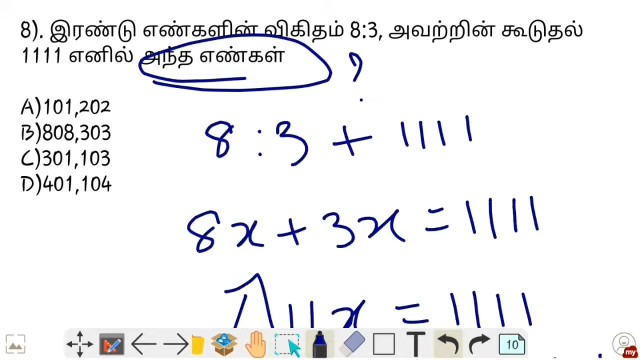 8). இரண்டு எண்களின் விகிதம் 8:3, அவற்றின் கூடுதல்
1111 எனில் அந்த எண்கள்
?
A)101,202
B)808,303
C)301,103
D)401,104
8 : 3 + 1111
8x + 3x = 1111
11x = 1111
T
10
my